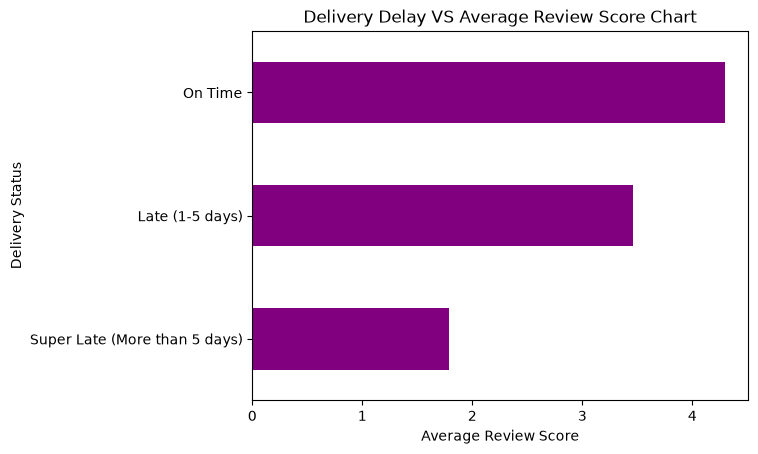 Delivery Delay VS Average Review Score Chart
Delivery Status
On Time
Late (1-5 days)
Super Late (More than 5 days)
0 1 2 3 4
Average Review Score